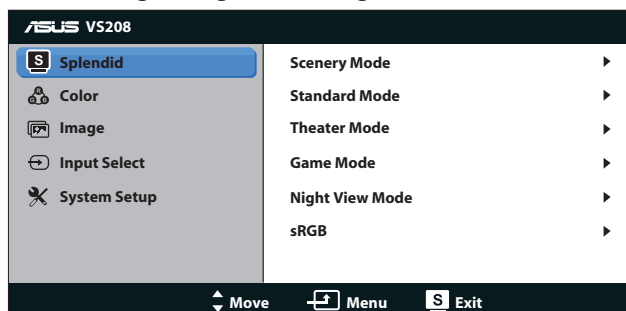 ASUS VS208
S Splendid
Color
Image
Input Select
System Setup
Scenery Mode
Standard Mode
Theater Mode
Game Mode
Night View Mode
sRGB
Move Menu S Exit